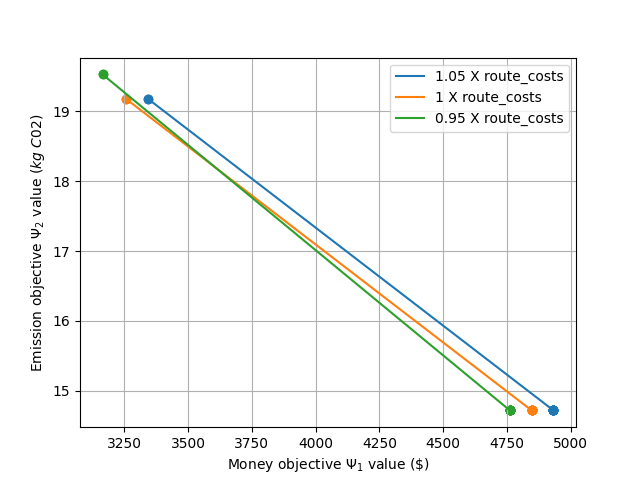 1.05 X route_costs
1 X route_costs
0.95 X route_costs
19
18
17
16
15
Emission objective Ψ₂ value (kg C02)
3250 3500 3750 4000 4250 4500 4750 5000
Money objective Ψ₁ value ($)